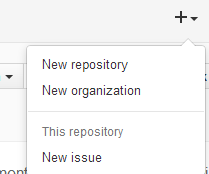 New repository
New organization
This repository
New issue